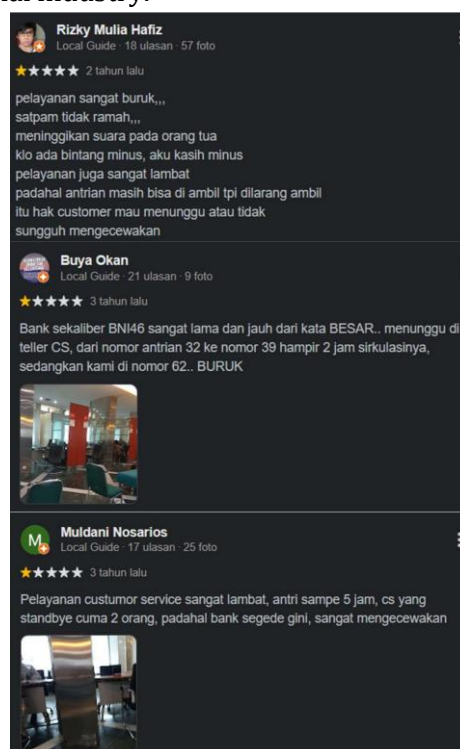 Rizky Mulia Hafiz
Local Guide · 18 ulasan · 57 foto
2 tahun lalu
pelayanan sangat buruk,,,
satpam tidak ramah,,,
meninggikan suara pada orang tua
klo ada bintang minus, aku kasih minus
pelayanan juga sangat lambat
padahal antrian masih bisa di ambil tpi dilarang ambil
itu hak customer mau menunggu atau tidak
sungguh mengecewakan
Buya Okan
Local Guide · 21 ulasan · 9 foto
3 tahun lalu
Bank sekaliber BNI46 sangat lama dan jauh dari kata BESAR.. menunggu di
teller CS, dari nomor antrian 32 ke nomor 39 hampir 2 jam sirkulasinya,
sedangkan kami di nomor 62.. BURUK
M
Muldani Nosarios
Local Guide · 17 ulasan · 25 foto
3 tahun lalu
Pelayanan custumor service sangat lambat, antri sampe 5 jam, cs yang
standbye cuma 2 orang, padahal bank segede gini, sangat mengecewakan